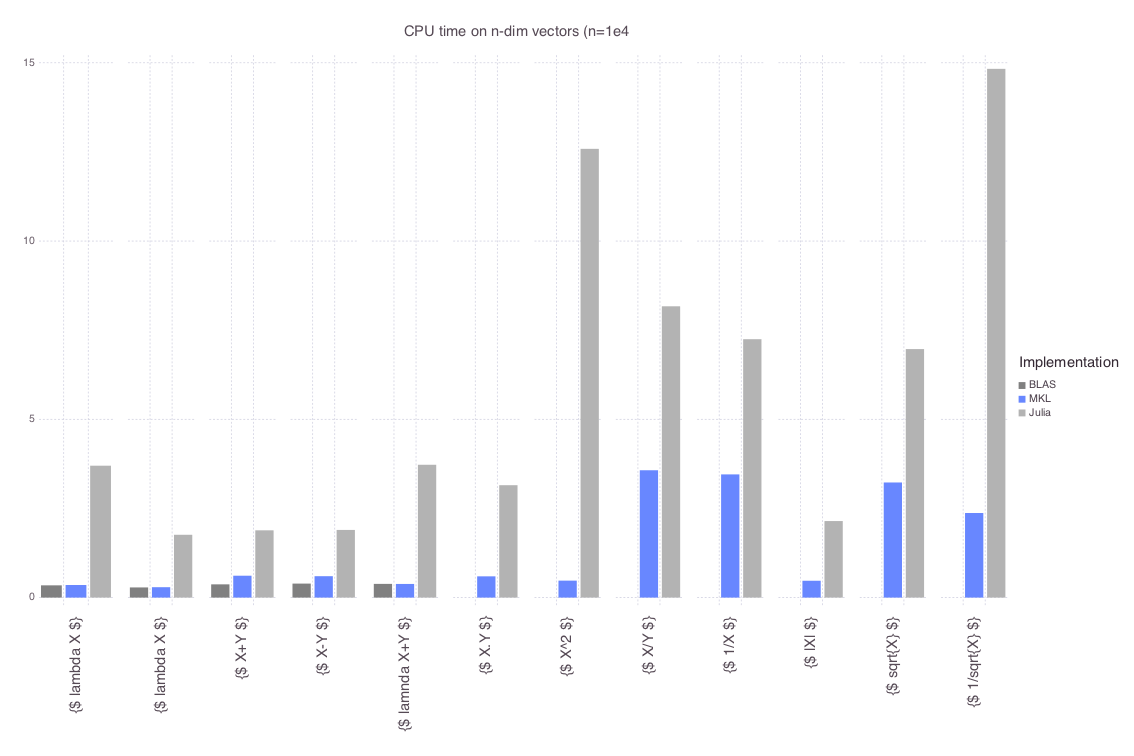 CPU time on n-dim vectors (n=1e4
15
10
5
0
{$ lambda X $}
{$ lambda X $}
{$ X+Y $}
{$ X-Y $}
{$ lamnda X+Y $}
{$ X.Y $}
{$ X^2 $}
{$ X/Y $}
{$ 1/X $}
{$ |X| $}
{$ sqrt{X} $}
{$ 1/sqrt{X} $}
Implementation
BLAS
MKL
Julia